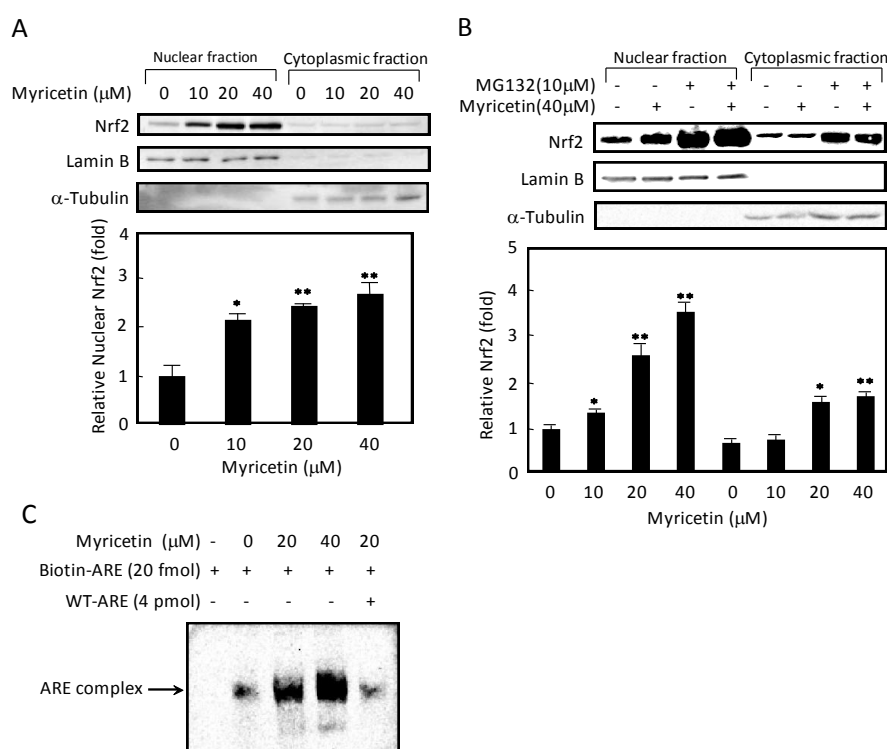 A
Nuclear fraction Cytoplasmic fraction
Myricetin (μM) 0 10 20 40 0 10 20 40
Nrf2
Lamin B
α-Tubulin
Relative Nuclear Nrf2 (fold)
4
3
2
1
0
* ** **
0 10 20 40
Myricetin (μM)
B
Nuclear fraction Cytoplasmic fraction
MG132(10μM) - - + + - - + +
Myricetin(40μM) - + - + - + - +
Nrf2
Lamin B
α-Tubulin
Relative Nrf2 (fold)
5
4
3
2
1
0
* ** ** * **
0 10 20 40 0 10 20 40
Myricetin (μM)
C
Myricetin (μM) - 0 20 40 20
Biotin-ARE (20 fmol) + + + + +
WT-ARE (4 pmol) - - - - +
ARE complex